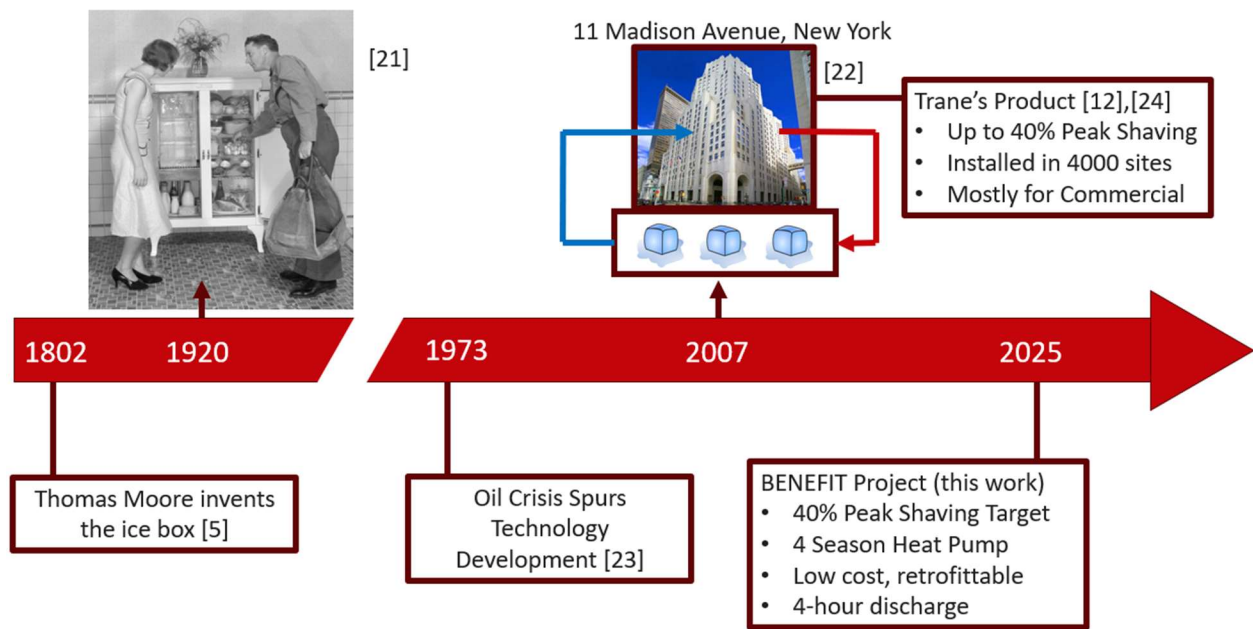 [21]
11 Madison Avenue, New York
[22]
Trane's Product [12],[24]
• Up to 40% Peak Shaving
• Installed in 4000 sites
• Mostly for Commercial
1802
1920
1973
2007
2025
Thomas Moore invents
the ice box [5]
Oil Crisis Spurs
Technology
Development [23]
BENEFIT Project (this work)
• 40% Peak Shaving Target
• 4 Season Heat Pump
• Low cost, retrofittable
• 4-hour discharge